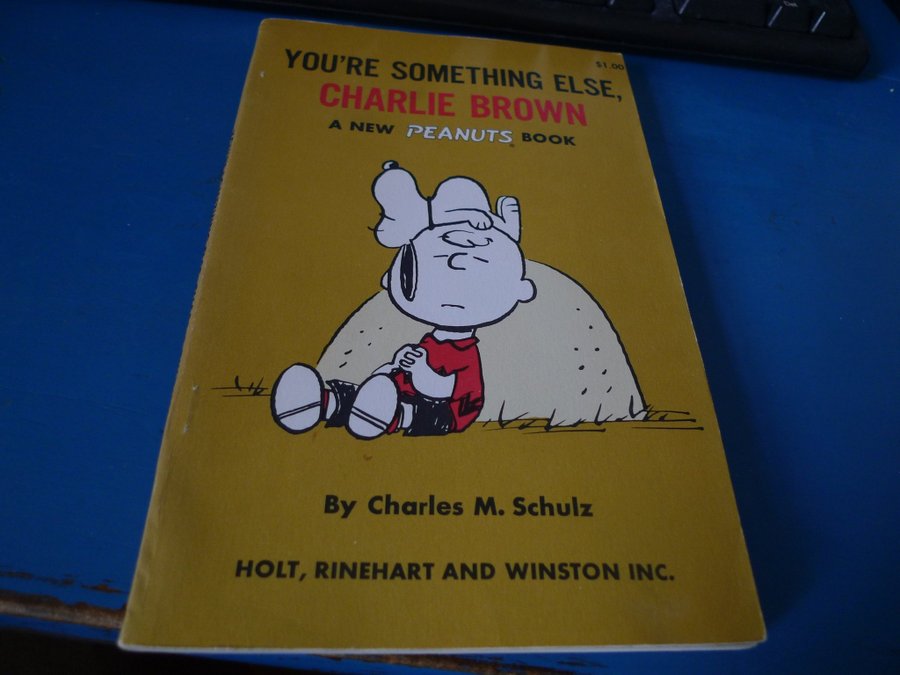 $1.00
YOU'RE SOMETHING ELSE,
CHARLIE BROWN
A NEW PEANUTS® BOOK
By Charles M. Schulz
HOLT, RINEHART AND WINSTON INC.